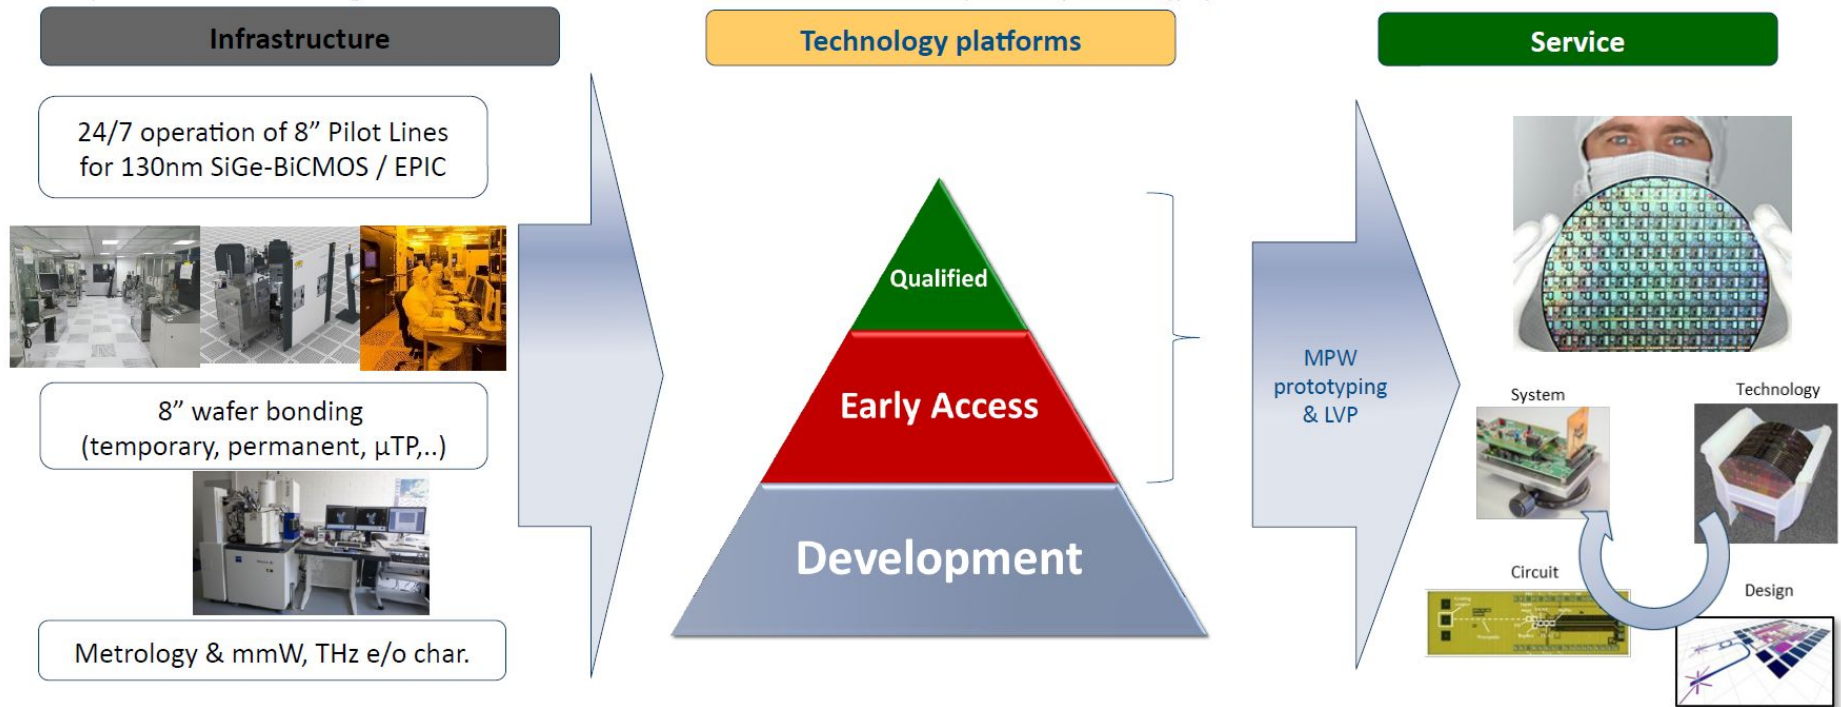 Infrastructure
Technology platforms
Service
24/7 operation of 8” Pilot Lines
for 130nm SiGe-BiCMOS / EPIC
8” wafer bonding
(temporary, permanent, µTP,..)
Metrology & mmW, THz e/o char.
Qualified
Early Access
Development
MPW
prototyping
& LVP
System
Technology
Circuit
Design